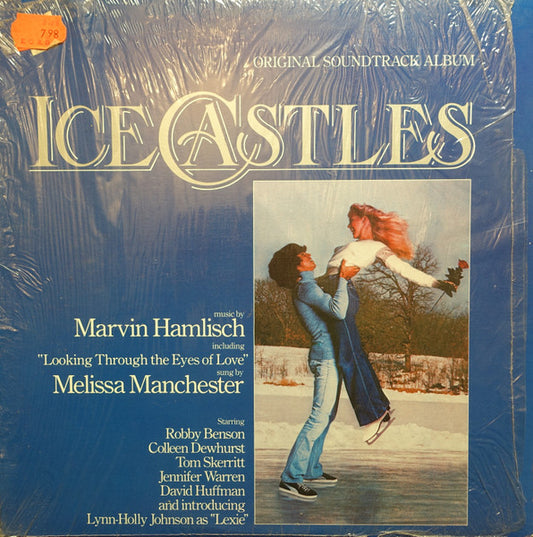 7.98
ORIGINAL SOUNDTRACK ALBUM
ICE CASTLES
music by
Marvin Hamlisch
including
"Looking Through the Eyes of Love"
sung by
Melissa Manchester
Starring
Robby Benson
Colleen Dewhurst
Tom Skerritt
Jennifer Warren
David Huffman
and introducing
Lynn-Holly Johnson as "Lexie"